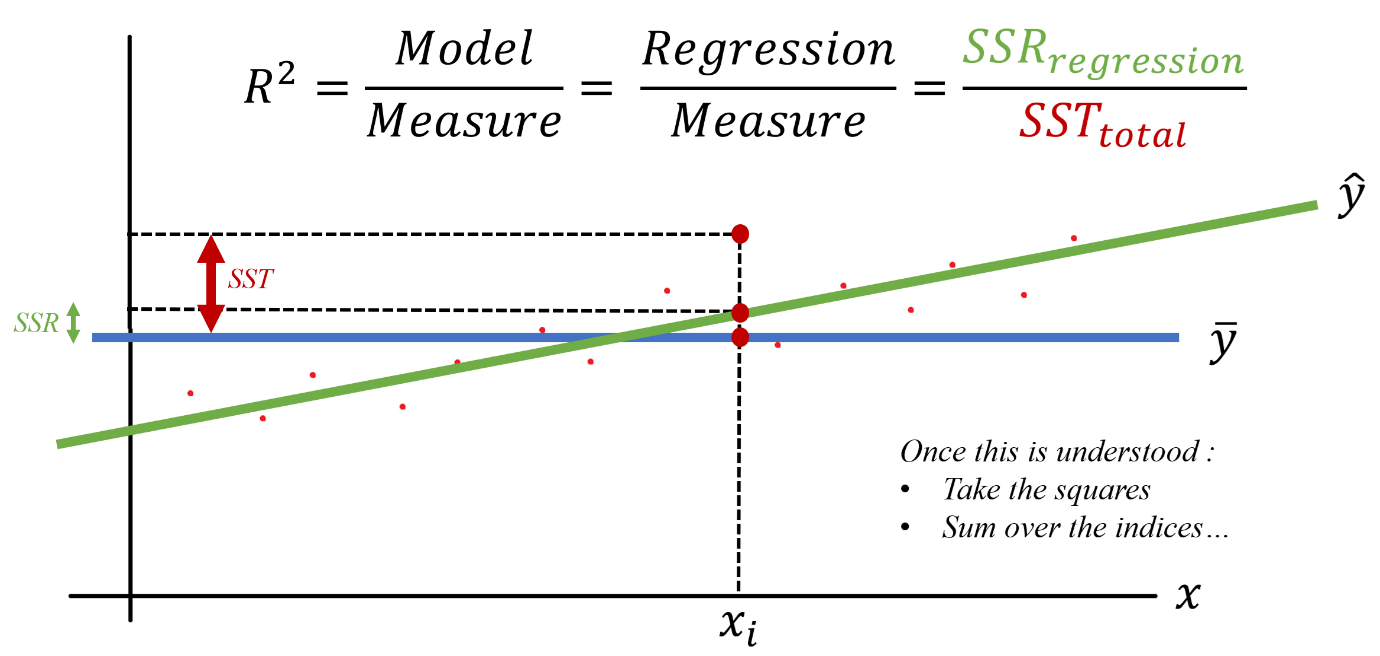 R² = Model / Measure = Regression / Measure = SSR_regression / SST_total
ŷ
SST
SSR
y̅
Once this is understood :
• Take the squares
• Sum over the indices…
x
x_i